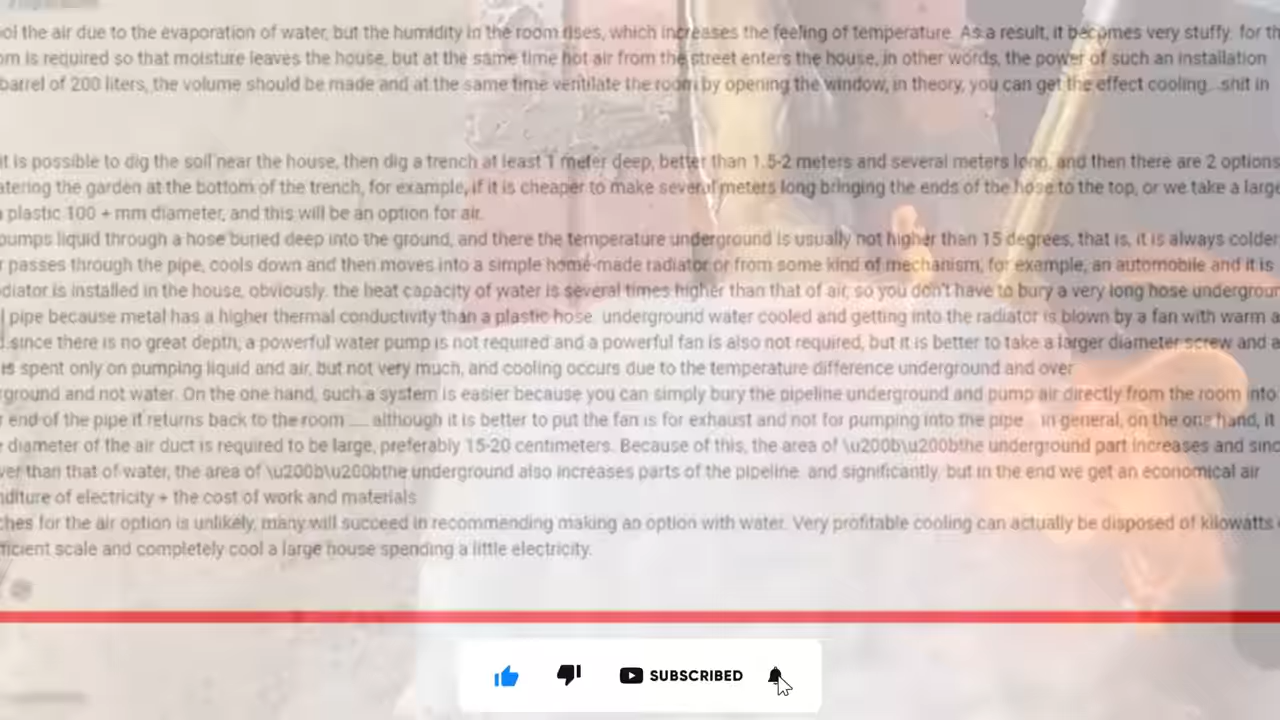 ol the air due to the evaporation of water, but the humidity in the room rises, which increases the feeling of temperature. As a result, it becomes very stuffy. for th
om is required so that moisture leaves the house, but at the same time hot air from the street enters the house, in other words, the power of such an installation
barrel of 200 liters, the volume should be made and at the same time ventilate the room by opening the window, in theory, you can get the effect cooling...shit in
it is possible to dig the soil near the house, then dig a trench at least 1 meter deep, better than 1.5-2 meters and several meters long, and then there are 2 options
atering the garden at the bottom of the trench, for example, if it is cheaper to make several meters long bringing the ends of the hose to the top, or we take a large
plastic 100 + mm diameter, and this will be an option for air.
pumps liquid through a hose buried deep into the ground, and there the temperature underground is usually not higher than 15 degrees, that is, it is always colder
r passes through the pipe, cools down and then moves into a simple home-made radiator or from some kind of mechanism, for example, an automobile and it is
diator is installed in the house, obviously. the heat capacity of water is several times higher than that of air, so you don't have to bury a very long hose undergroun
l pipe because metal has a higher thermal conductivity than a plastic hose. underground water cooled and getting into the radiator is blown by a fan with warm a
since there is no great depth, a powerful water pump is not required and a powerful fan is also not required, but it is better to take a larger diameter screw and a
is spent only on pumping liquid and air, but not very much, and cooling occurs due to the temperature difference underground and over
ground and not water. On the one hand, such a system is easier because you can simply bury the pipeline underground and pump air directly from the room into
r end of the pipe it returns back to the room .... although it is better to put the fan is for exhaust and not for pumping into the pipe .. in general, on the one hand, it
e diameter of the air duct is required to be large, preferably 15-20 centimeters. Because of this, the area of \u200b\u200bthe underground part increases and sinc
wer than that of water, the area of \u200b\u200bthe underground also increases parts of the pipeline. and significantly, but in the end we get an economical air
nditure of electricity + the cost of work and materials
ches for the air option is unlikely, many will succeed in recommending making an option with water. Very profitable cooling can actually be disposed of kilowatts
fficient scale and completely cool a large house spending a little electricity.
SUBSCRIBED